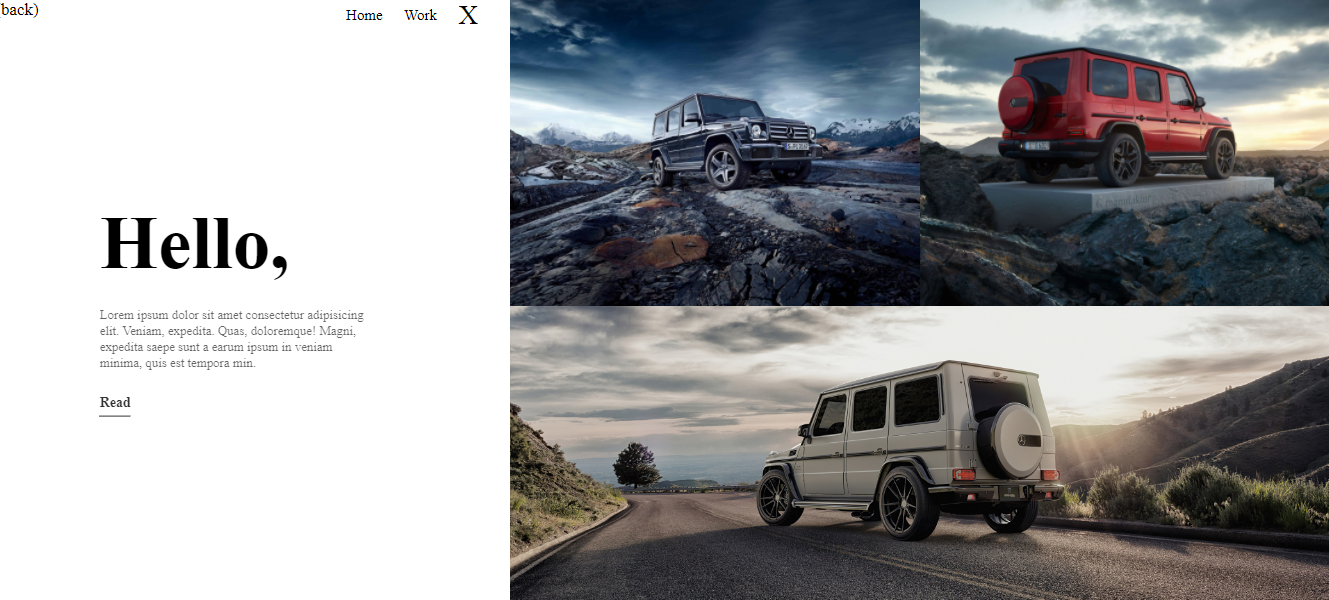 back)
Home Work X
Hello,
Lorem ipsum dolor sit amet consectetur adipisicing
elit. Veniam, expedita. Quas, doloremque! Magni,
expedita saepe sunt a earum ipsum in veniam
minima, quis est tempora min.
Read